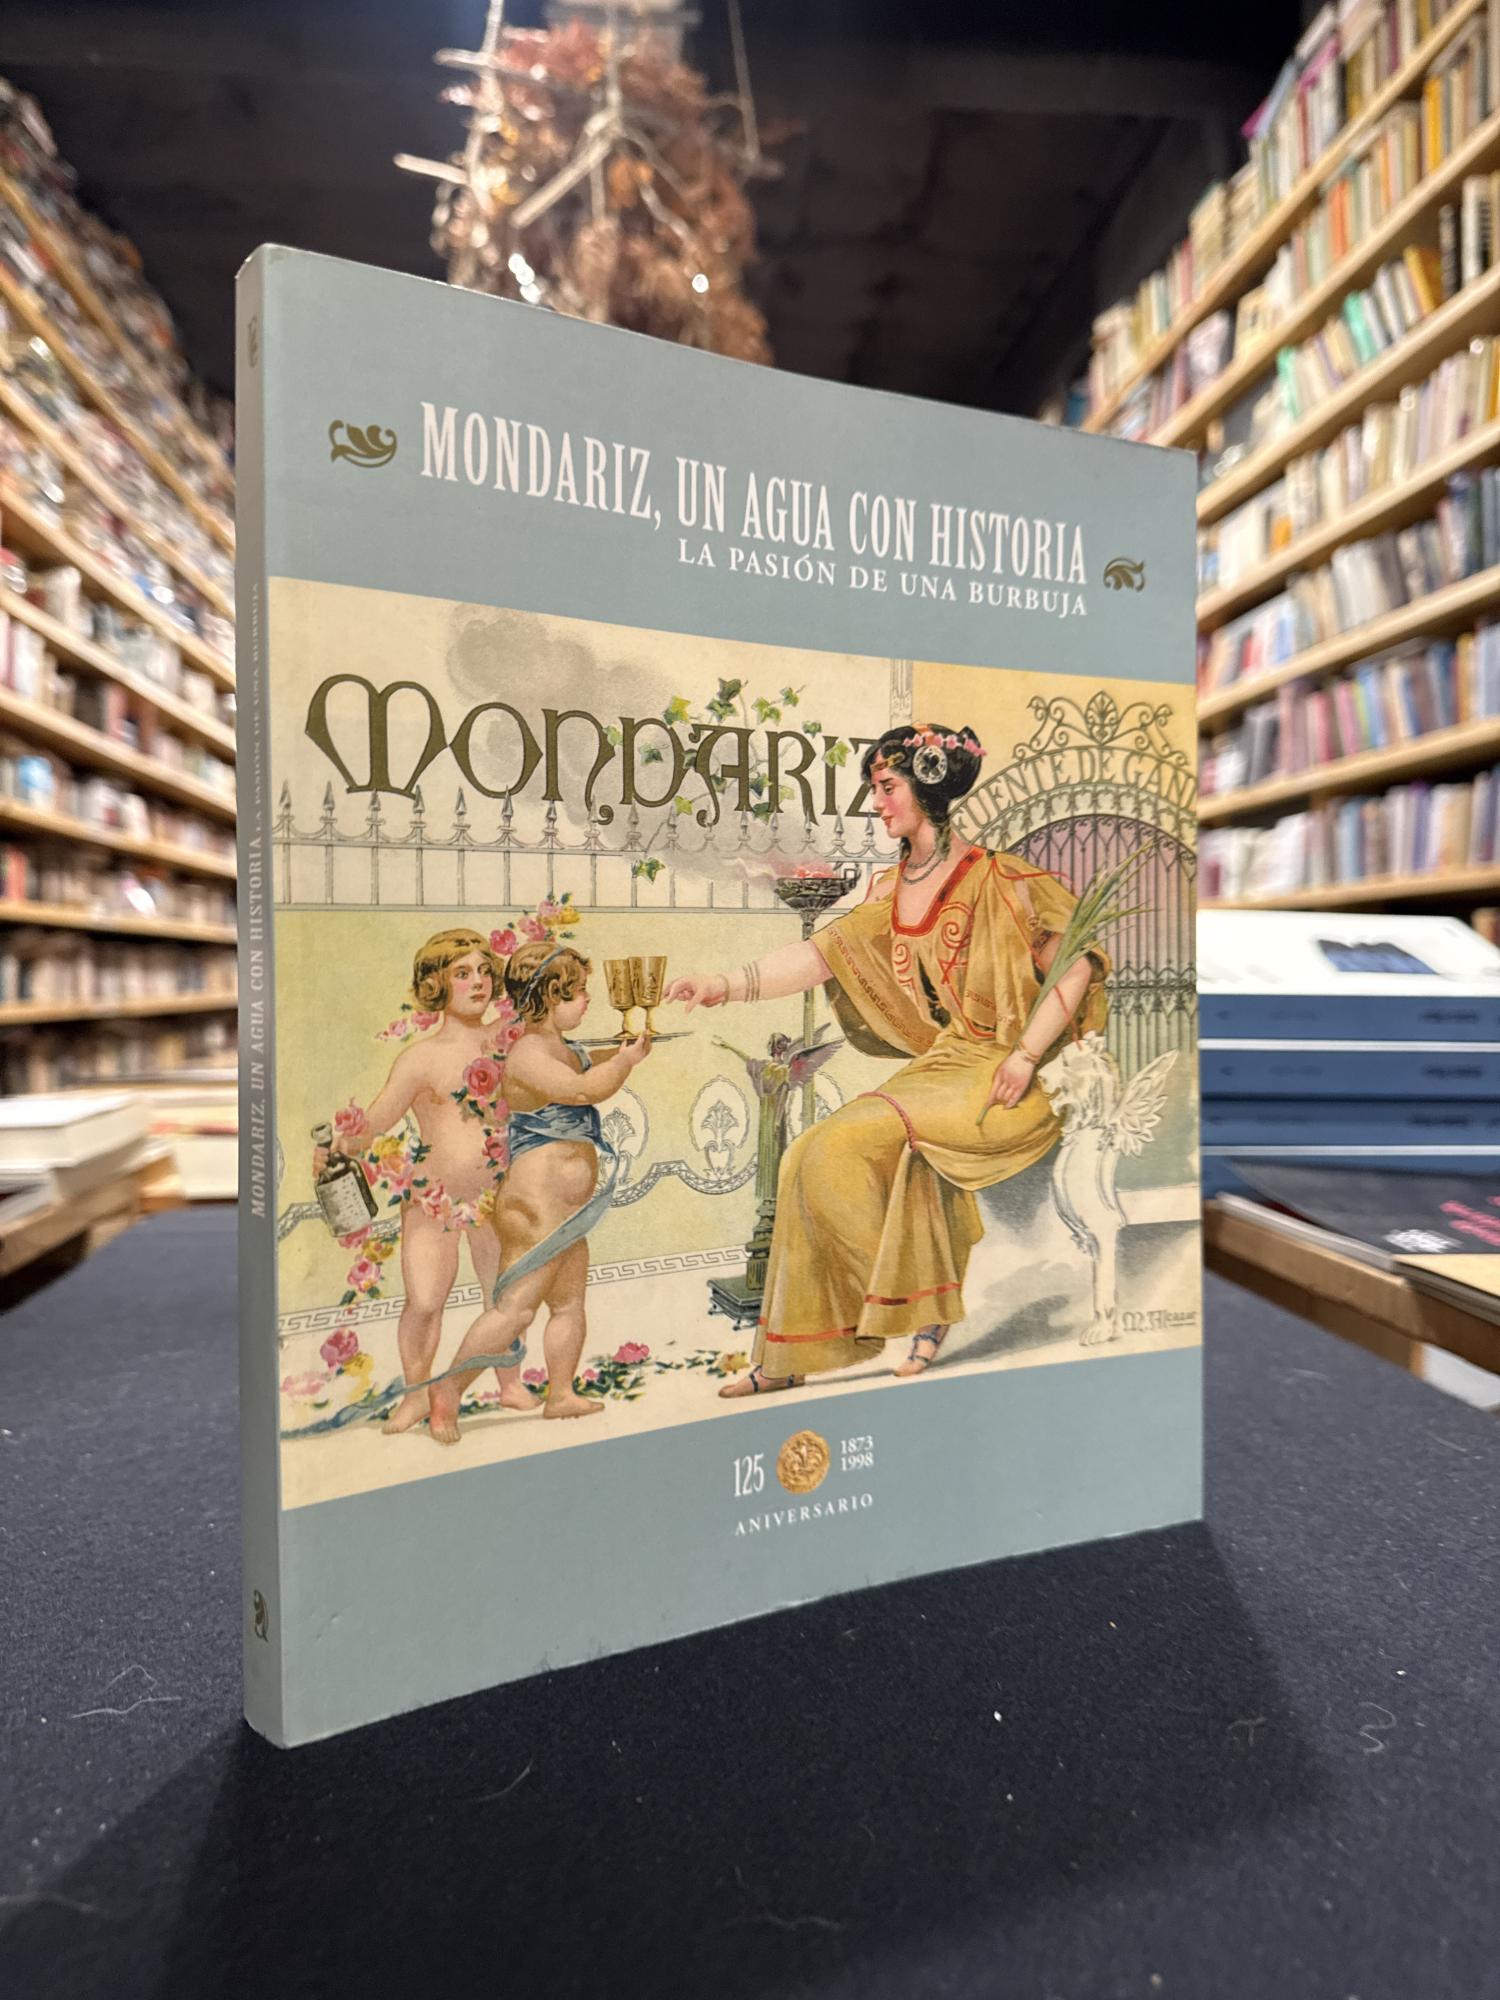 MONDARIZ, UN AGUA CON HISTORIA
LA PASIÓN DE UNA BURBUJA
MONDARIZ
FUENTE DE GAN
M. Alcazar
125
1873
1998
ANIVERSARIO
MONDARIZ, UN AGUA CON HISTORIA. LA PASIÓN DE UNA BURBUJA